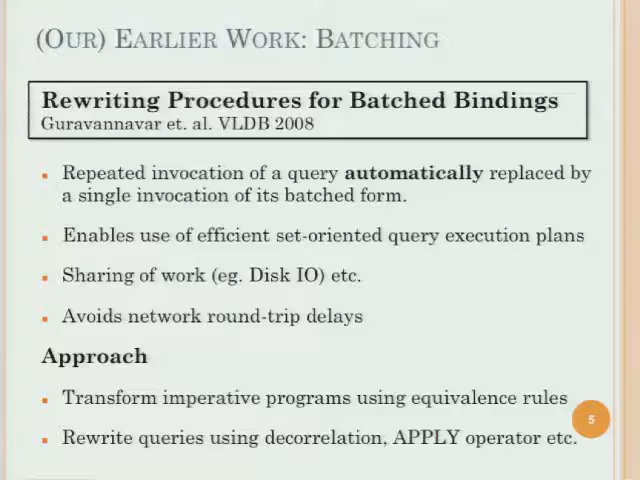 (OUR) EARLIER WORK: BATCHING
Rewriting Procedures for Batched Bindings
Guravannavar et. al. VLDB 2008
Repeated invocation of a query automatically replaced by
a single invocation of its batched form.
Enables use of efficient set-oriented query execution plans
Sharing of work (eg. Disk IO) etc.
Avoids network round-trip delays
Approach
Transform imperative programs using equivalence rules
5
Rewrite queries using decorrelation, APPLY operator etc.